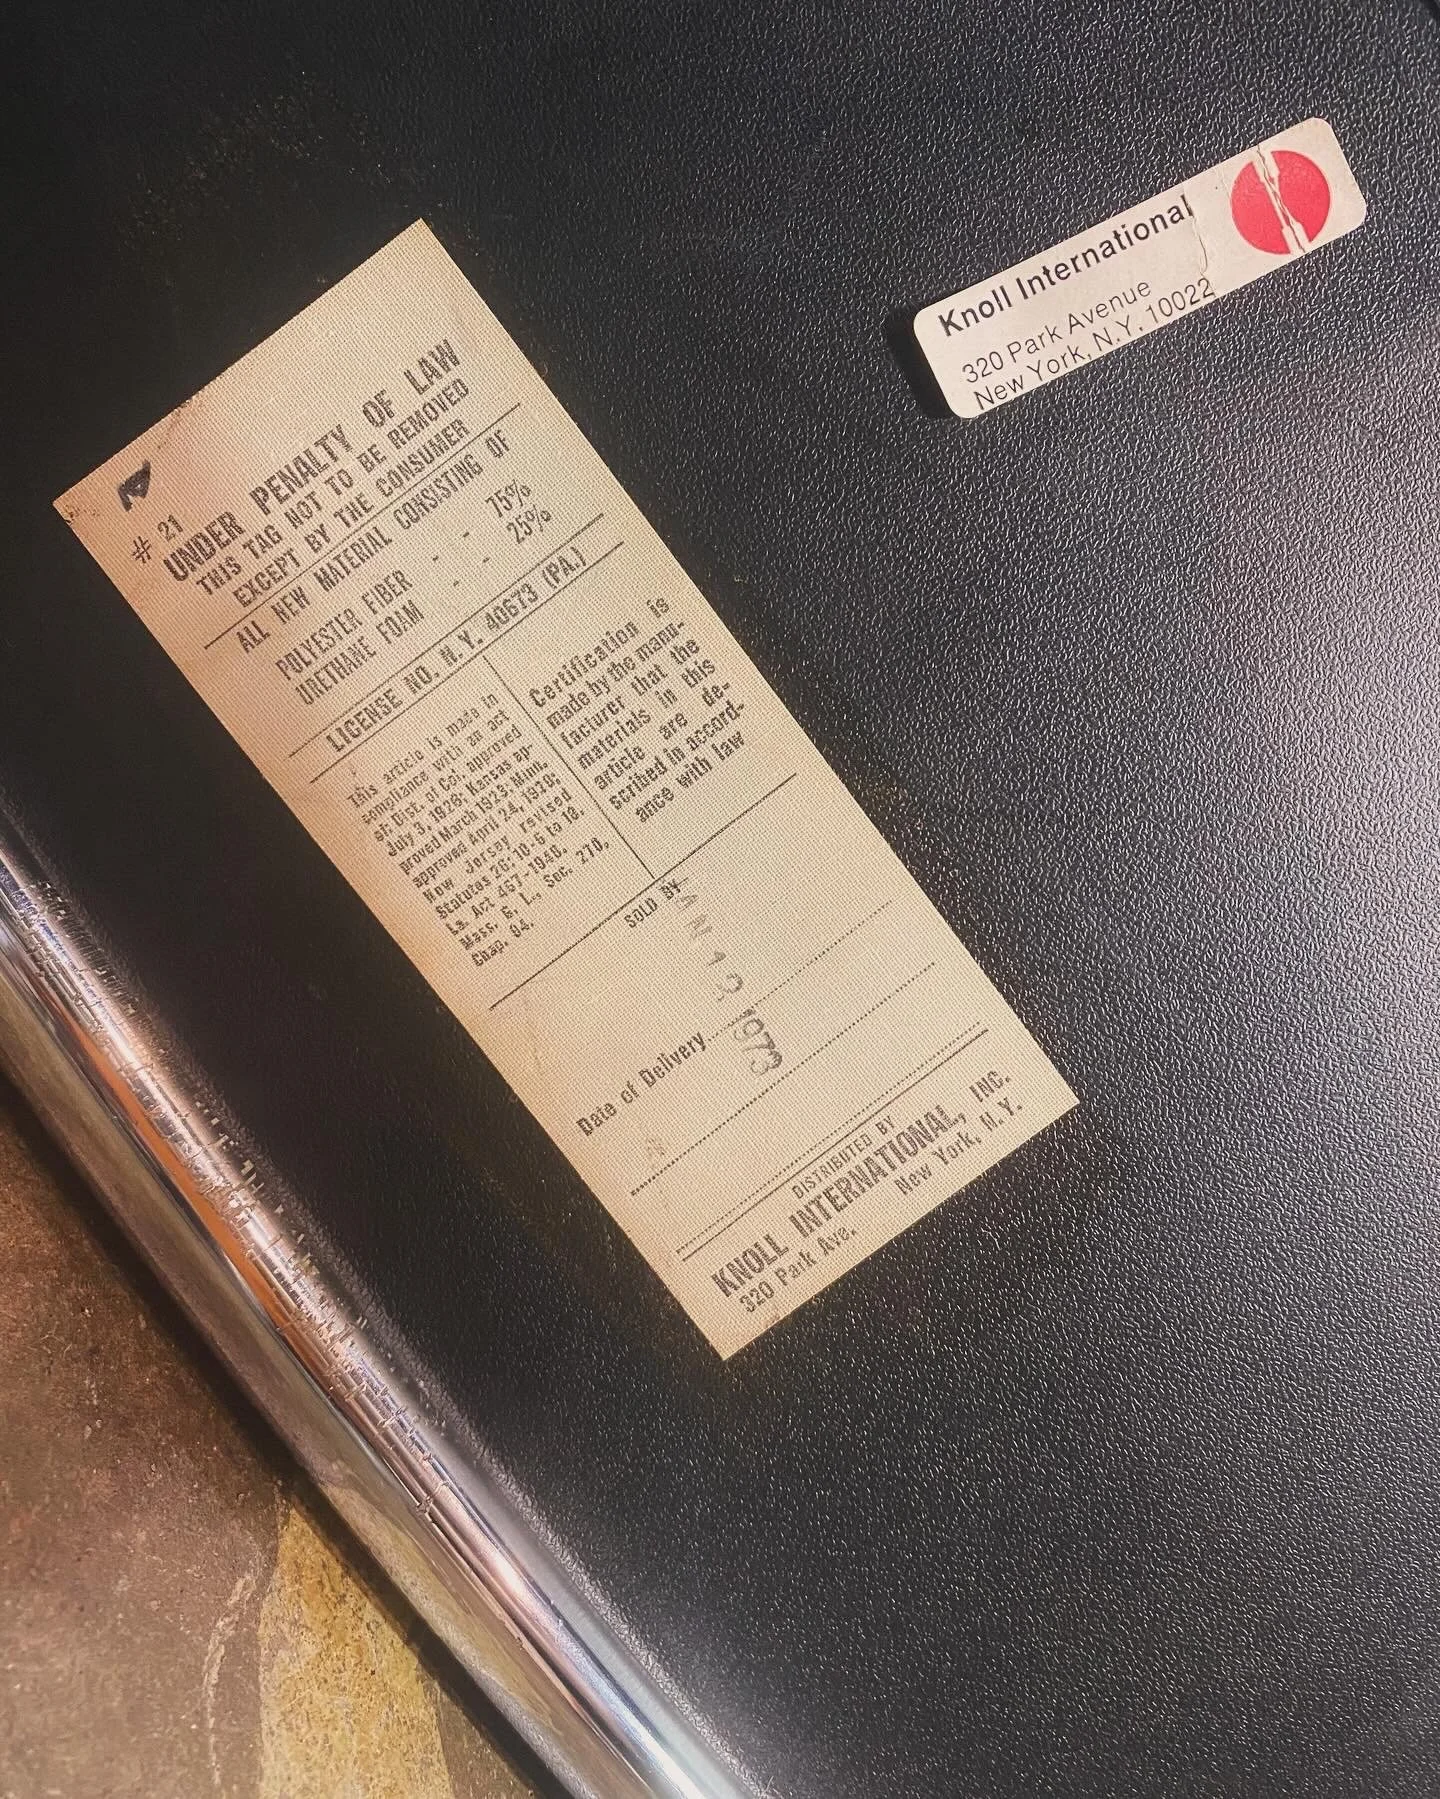 # 21
UNDER PENALTY OF LAW
THIS TAG NOT TO BE REMOVED
EXCEPT BY THE CONSUMER
ALL NEW MATERIAL CONSISTING OF
POLYESTER FIBER - - 75%
URETHANE FOAM - - 25%
LICENSE NO. N.Y. 40673 (PA.)
This article is made in
compliance with an act
of: Dist. of Col. approved
July 3, 1926; Kansas ap-
proved March 1923; Minn.
approved April 24, 1929;
New Jersey revised
Statutes 26:10-6 to 18.
La. Act 467-1948.
Mass. G. L., Sec. 270,
Chap. 94.
Certification is
made by the manu-
facturer that the
materials in this
article are de-
scribed in accord-
ance with law
SOLD BY
JAN 12 1973
Date of Delivery
DISTRIBUTED BY
KNOLL INTERNATIONAL, INC.
320 Park Ave. New York, N.Y.
Knoll International
320 Park Avenue
New York, N.Y. 10022